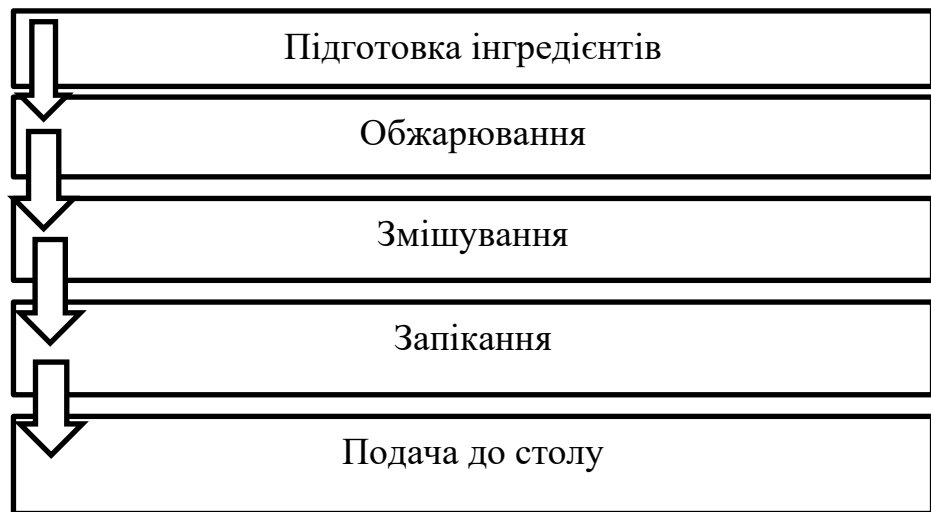 Підготовка інгредієнтів
Обжарювання
Змішування
Запікання
Подача до столу